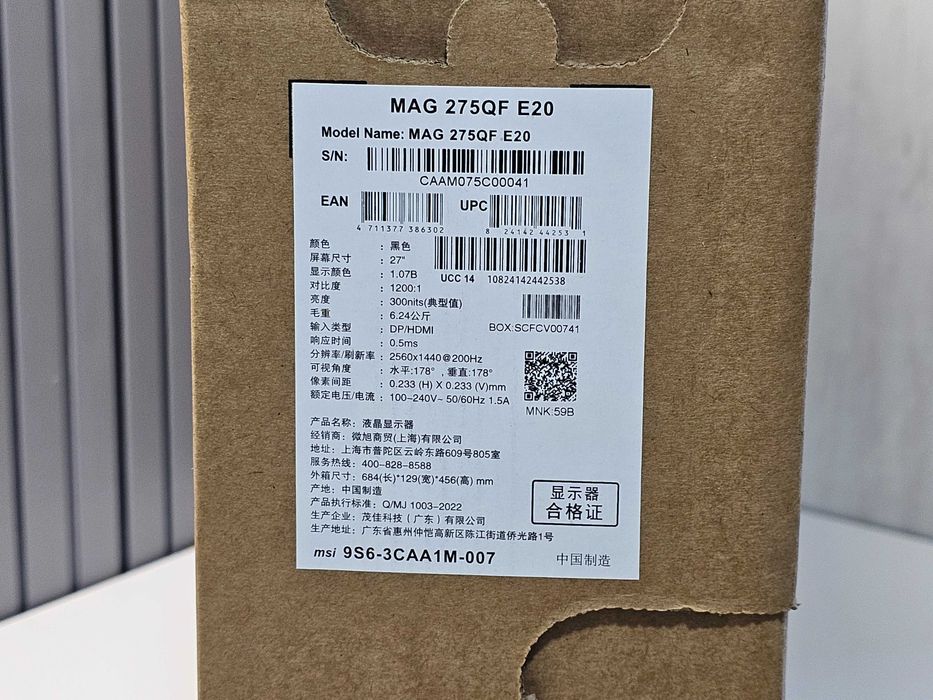 MAG 275QF E20
Model Name: MAG 275QF E20
S/N:
CAAM075C00041
EAN
4 711377 386302
UPC
8 24142 44253 1
颜色 : 黑色
屏幕尺寸 : 27"
显示颜色 : 1.07B
UCC 14 10824142442538
对比度 : 1200:1
亮度 : 300nits(典型值)
毛重 : 6.24公斤
输入类型 : DP/HDMI
BOX:SCFCV00741
响应时间 : 0.5ms
分辨率/刷新率 : 2560x1440@200Hz
可视角度 : 水平:178° , 垂直:178°
像素间距 : 0.233 (H) X 0.233 (V)mm
额定电压/电流 : 100~240V~ 50/60Hz 1.5A
MNK:59B
产品名称: 液晶显示器
经销商: 微旭商贸(上海)有限公司
地址: 上海市普陀区云岭东路609号805室
服务热线: 400-828-8588
外箱尺寸: 684(长)*129(宽)*456(高) mm
产地: 中国制造
产品执行标准: Q/MJ 1003-2022
生产企业: 茂佳科技 ( 广东 ) 有限公司
生产地址: 广东省惠州仲恺高新区陈江街道侨光路1号
显示器
合格证
msi 9S6-3CAA1M-007
中国制造